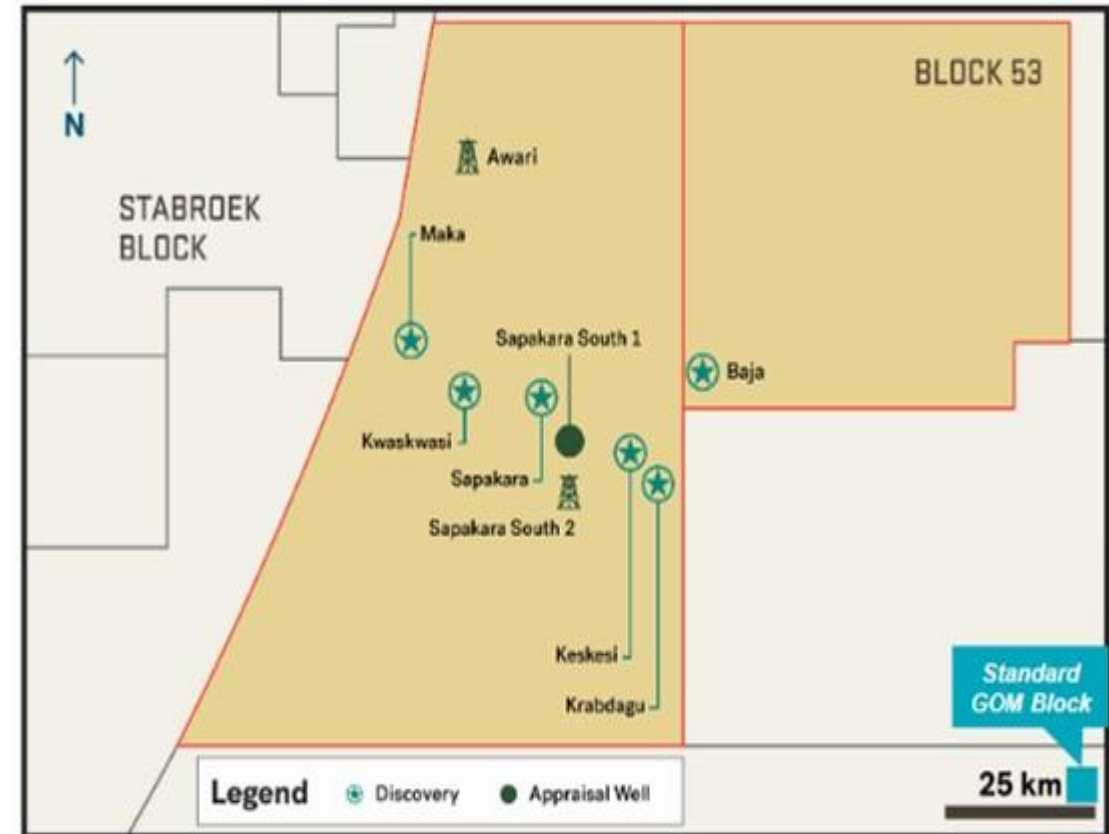 BLOCK 53
N
Awari
STABROEK
BLOCK
Maka
Sapakara South 1
Baja
Kwaskwasi
Sapakara
Sapakara South 2
Keskesi
Krabdagu
Standard
GOM Block
Legend
Discovery
Appraisal Well
25 km